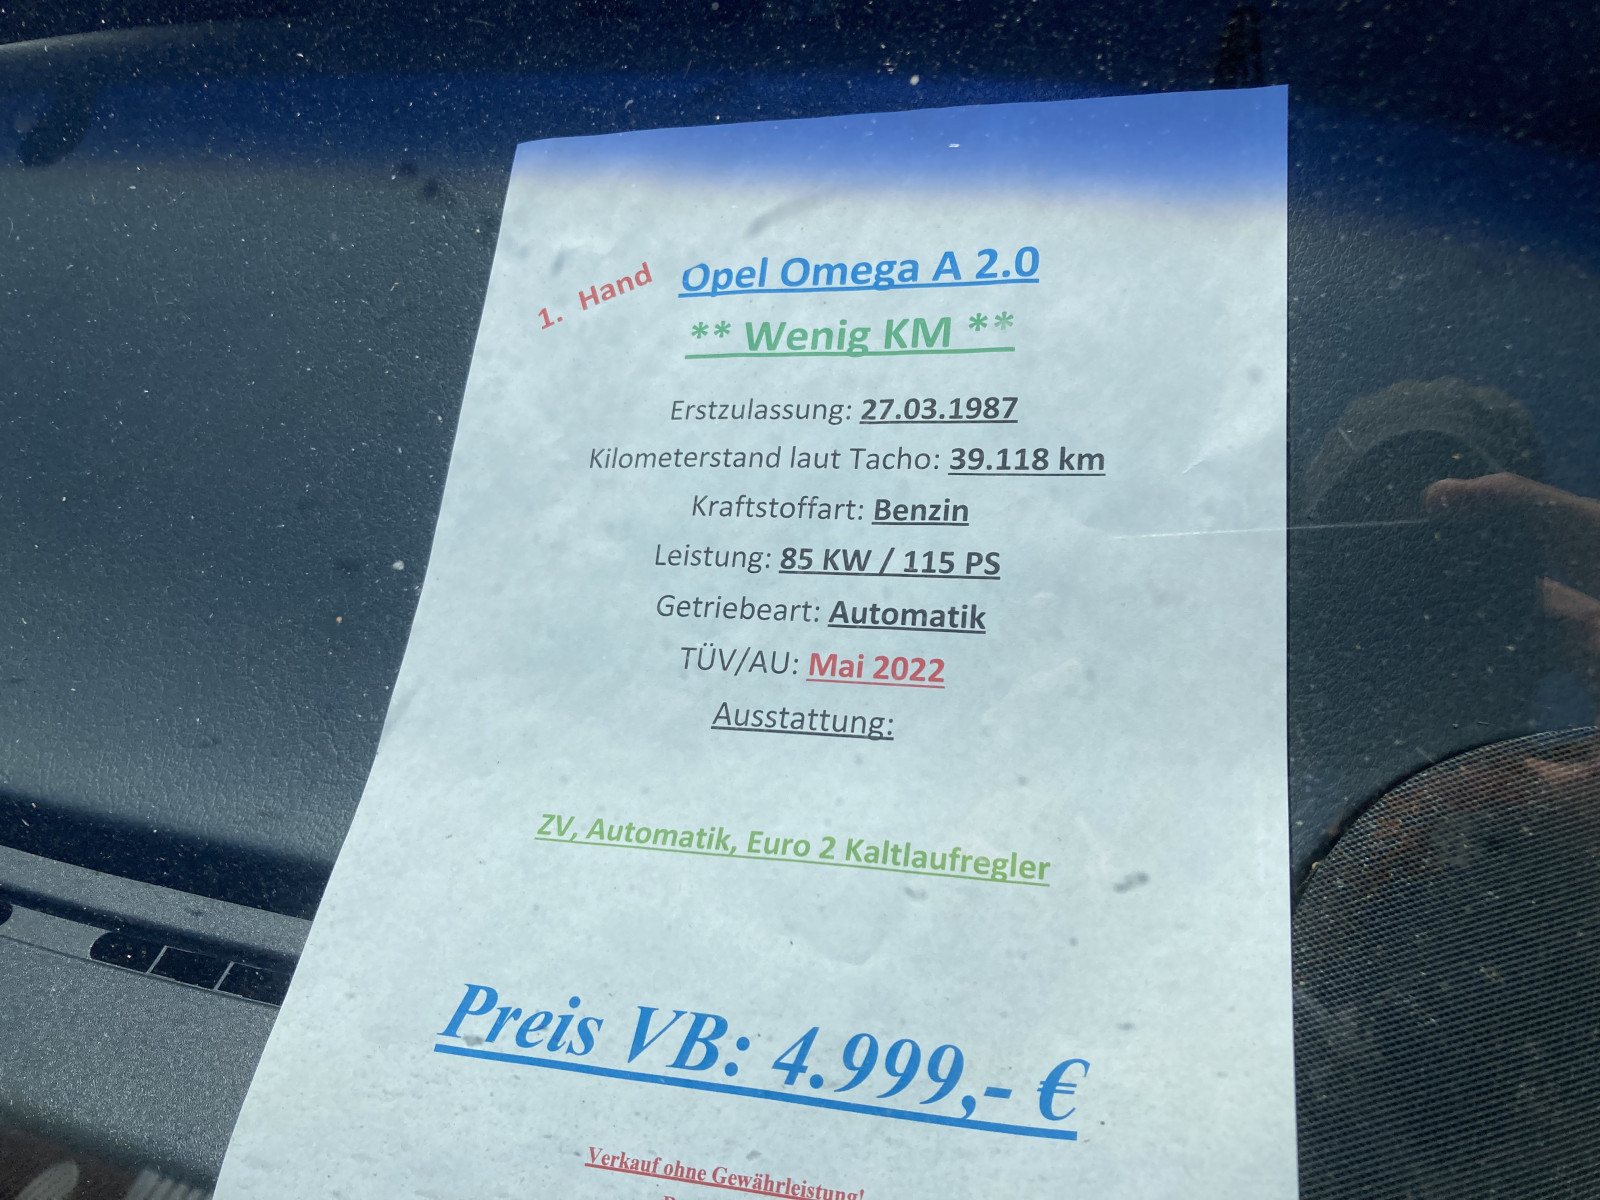 1. Hand
Opel Omega A 2.0
** Wenig KM **
Erstzulassung: 27.03.1987
Kilometerstand laut Tacho: 39.118 km
Kraftstoffart: Benzin
Leistung: 85 KW / 115 PS
Getriebeart: Automatik
TÜV/AU: Mai 2022
Ausstattung:
ZV, Automatik, Euro 2 Kaltlaufregler
Preis VB: 4.999,- €
Verkauf ohne Gewährleistung!